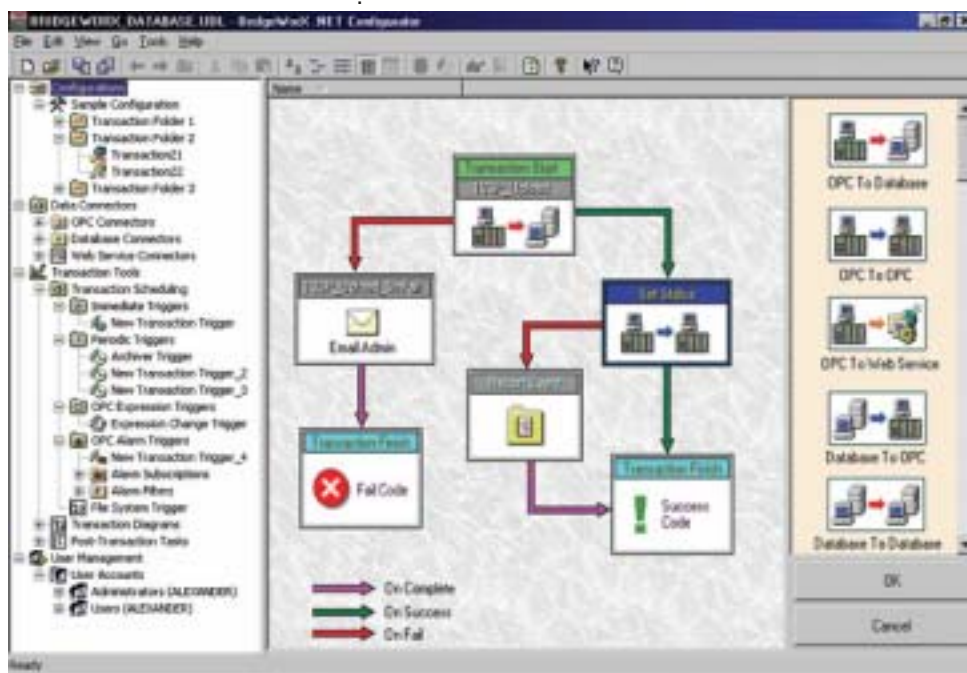 BRIDGEWORX_DATABASE.UDL - BridgeWorX .NET Configurator
File Edit View Go Tools Help
Name
Configurations
Sample Configuration
Transaction Folder 1
Transaction Folder 2
Transaction21
Transaction22
Transaction Folder 3
Data Connectors
OPC Connectors
Database Connectors
Web Service Connectors
Transaction Tools
Transaction Scheduling
Immediate Triggers
New Transaction Trigger
Periodic Triggers
Archiver Trigger
New Transaction Trigger_2
New Transaction Trigger_3
OPC Expression Triggers
Expression Change Trigger
OPC Alarm Triggers
New Transaction Trigger_4
Alarm Subscriptions
Alarm Filters
File System Trigger
Transaction Diagrams
Post-Transaction Tasks
User Management
User Accounts
Administrators (ALEXANDER)
Users (ALEXANDER)
Transaction Start
Email Admin
Set Status
Transaction Finish
Fail Code
Transaction Finish
Success
Code
On Complete
On Success
On Fail
OPC To Database
OPC To OPC
OPC To Web Service
Database To OPC
Database To Database
OK
Cancel
Ready